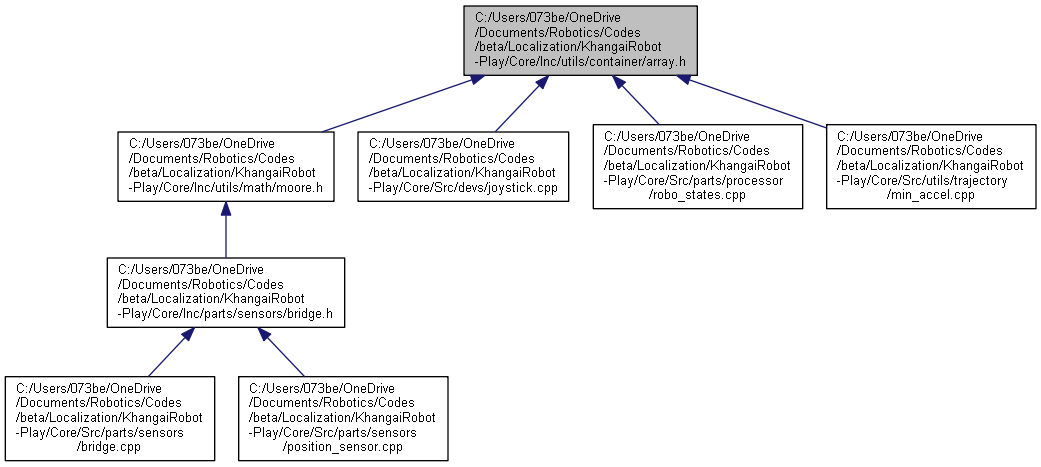 C:/Users/073be/OneDrive
/Documents/Robotics/Codes
/beta/Localization/KhangaiRobot
-Play/Core/Inc/utils/container/array.h
C:/Users/073be/OneDrive
/Documents/Robotics/Codes
/beta/Localization/KhangaiRobot
-Play/Core/Inc/utils/math/moore.h
C:/Users/073be/OneDrive
/Documents/Robotics/Codes
/beta/Localization/KhangaiRobot
-Play/Core/Src/devs/joystick.cpp
C:/Users/073be/OneDrive
/Documents/Robotics/Codes
/beta/Localization/KhangaiRobot
-Play/Core/Src/parts/processor
/robo_states.cpp
C:/Users/073be/OneDrive
/Documents/Robotics/Codes
/beta/Localization/KhangaiRobot
-Play/Core/Src/utils/trajectory
/min_accel.cpp
C:/Users/073be/OneDrive
/Documents/Robotics/Codes
/beta/Localization/KhangaiRobot
-Play/Core/Inc/parts/sensors/bridge.h
C:/Users/073be/OneDrive
/Documents/Robotics/Codes
/beta/Localization/KhangaiRobot
-Play/Core/Src/parts/sensors
/bridge.cpp
C:/Users/073be/OneDrive
/Documents/Robotics/Codes
/beta/Localization/KhangaiRobot
-Play/Core/Src/parts/sensors
/position_sensor.cpp